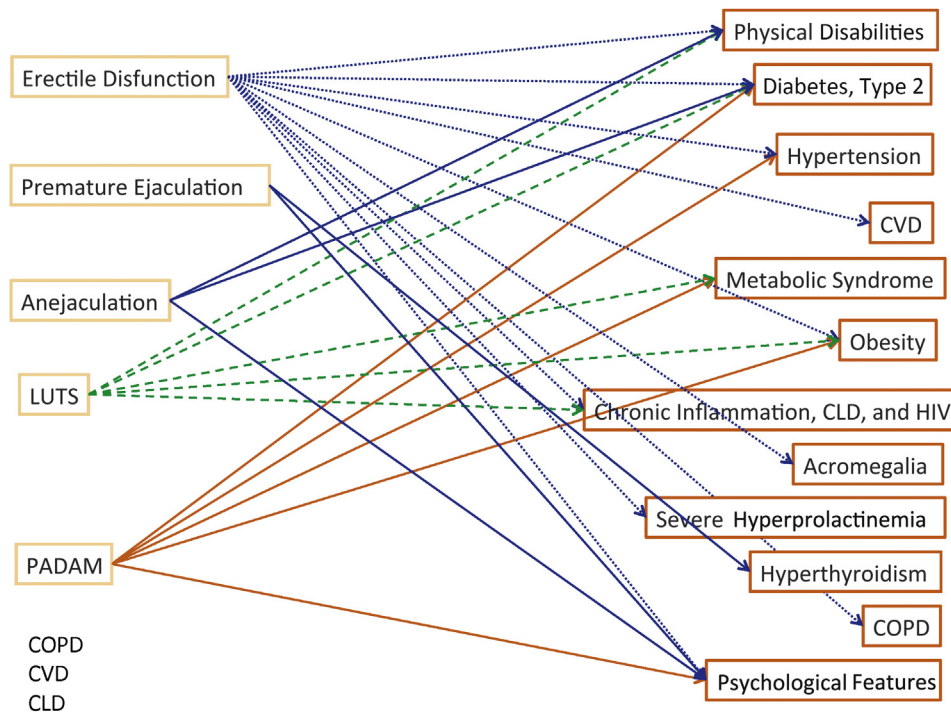 Erectile Disfunction
Premature Ejaculation
Anejaculation
LUTS
PADAM
COPD
CVD
CLD
Physical Disabilities
Diabetes, Type 2
Hypertension
CVD
Metabolic Syndrome
Obesity
Chronic Inflammation, CLD, and HIV
Acromegalia
Severe Hyperprolactinemia
Hyperthyroidism
COPD
Psychological Features